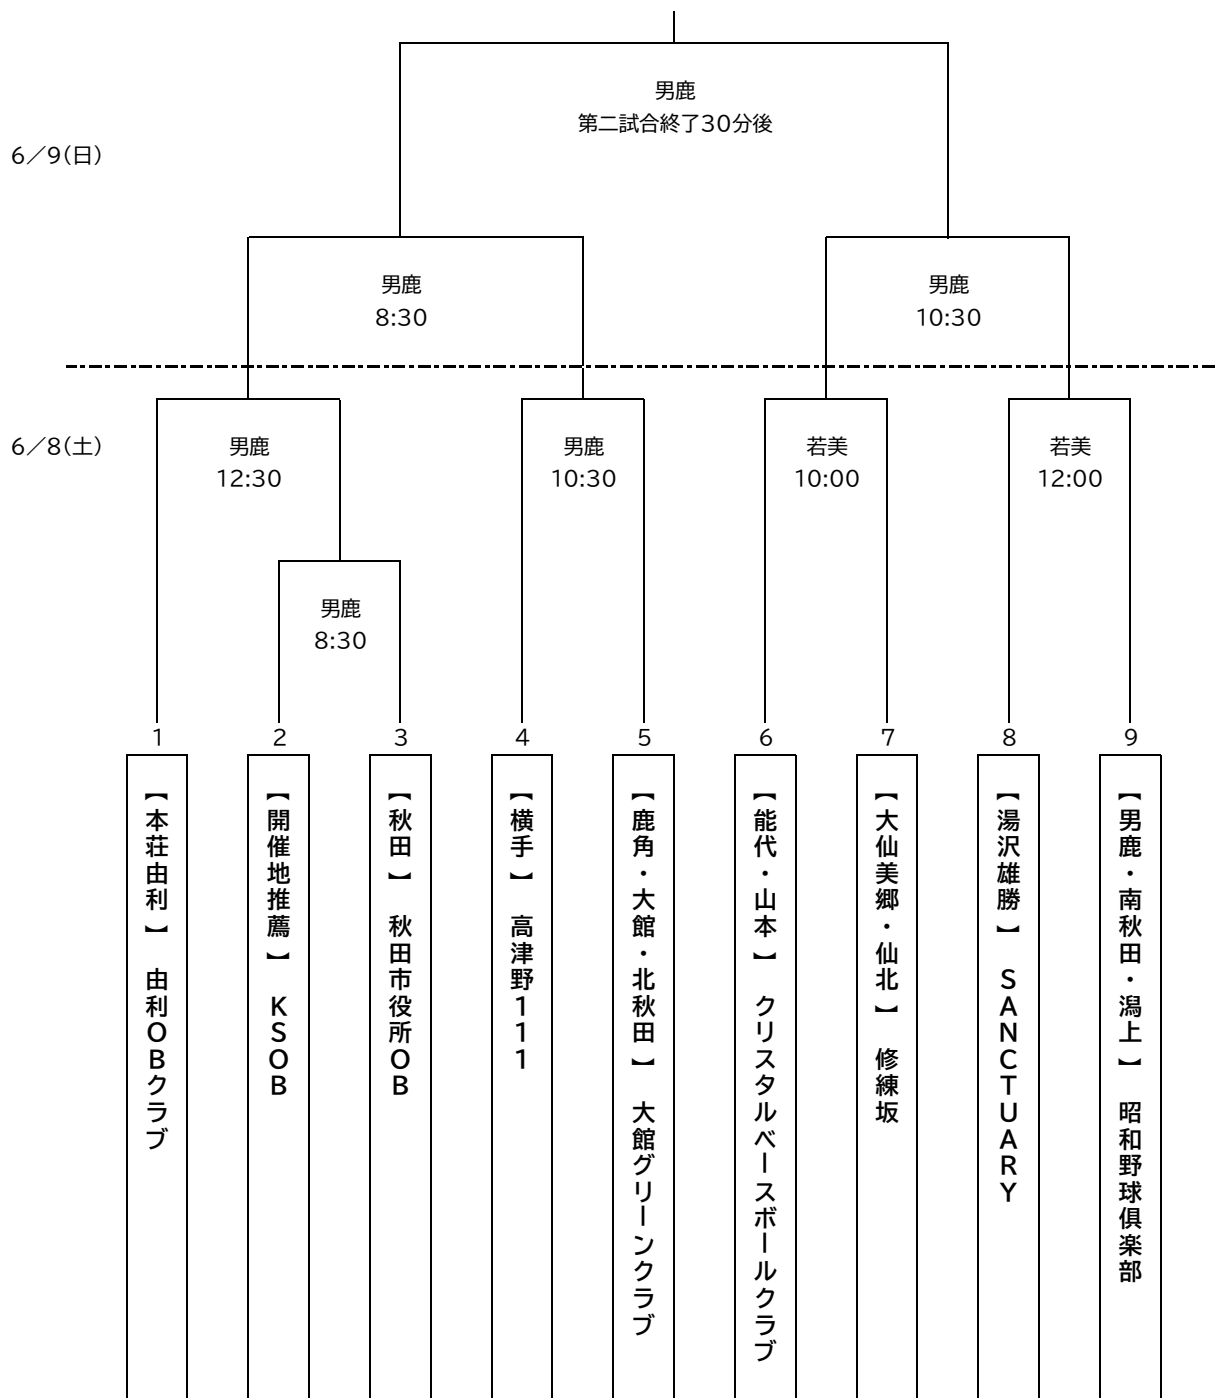 男鹿
第二試合終了30分後
6／9(日)
男鹿
8:30
男鹿
10:30
6／8(土)
男鹿
12:30
男鹿
10:30
若美
10:00
若美
12:00
男鹿
8:30
1
2
3
4
5
6
7
8
9
【本荘由利】　由利ＯＢクラブ
【開催地推薦】　ＫＳＯＢ
【秋田】　秋田市役所ＯＢ
【横手】　高津野１１１
【鹿角・大館・北秋田】　大館グリーンクラブ
【能代・山本】　クリスタルベースボールクラブ
【大仙美郷・仙北】　修練坂
【湯沢雄勝】　ＳＡＮＣＴＵＡＲＹ
【男鹿・南秋田・潟上】　昭和野球倶楽部